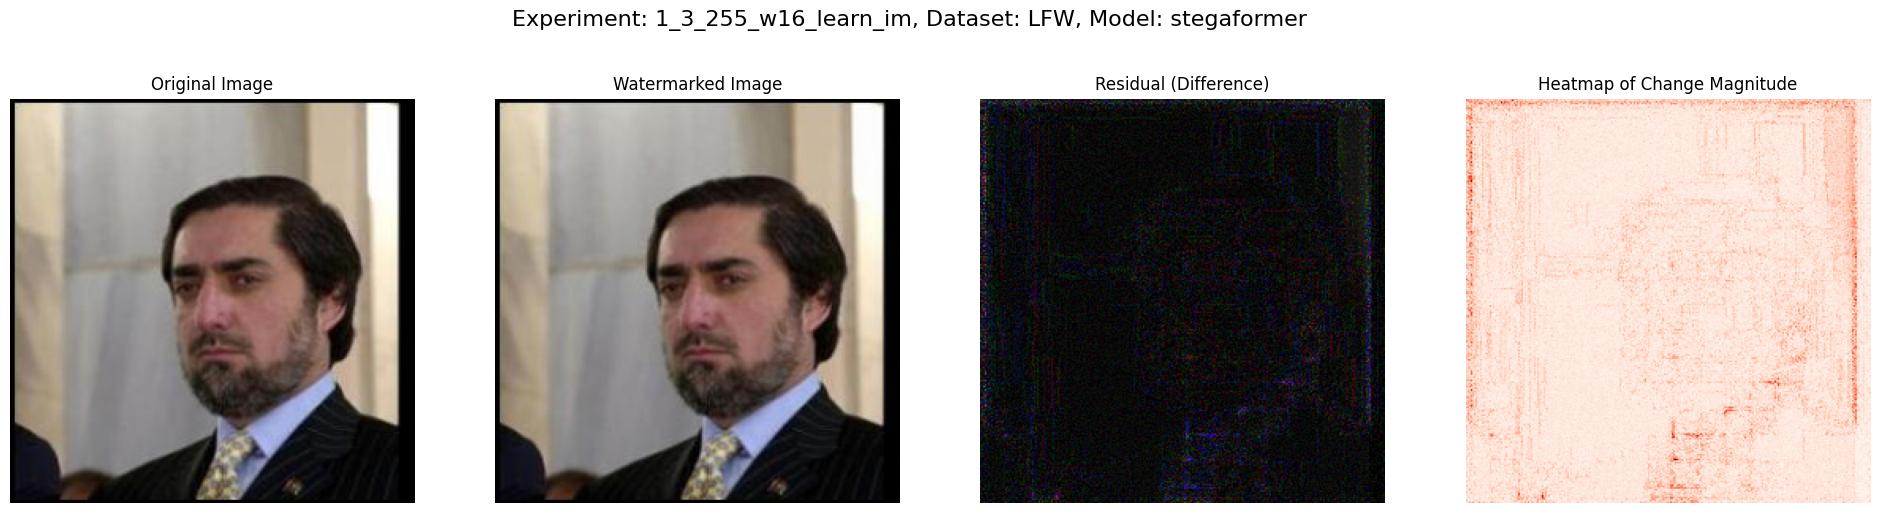 Experiment: 1_3_255_w16_learn_im, Dataset: LFW, Model: stegaformer
Original Image
Watermarked Image
Residual (Difference)
Heatmap of Change Magnitude